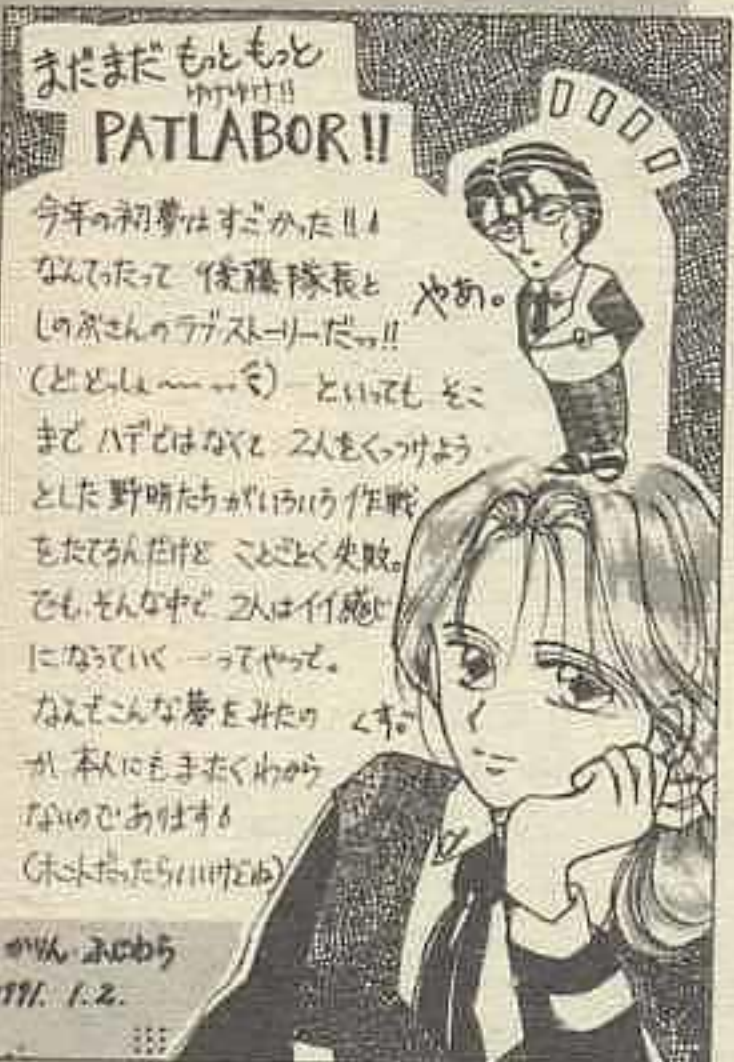 まだまだ もっと もっと
ゆけゆけ!!
PATLABOR!!
今年の初夢はすごかった!!
なんてったって 後藤隊長と
しのぶさんのラブ・ストーリーだっ!!
といっても そこ
まで ハデではなくて 2人をくっつけよう
とした野明たちがいろいろ作戦
をたてるんだけど ことごとく失敗。
でも、そんな中で 2人はイイ感じ
になっていく ーってやつで。
なんでこんな夢をみたの
か 本人にもまったくわから
ないのであります
(ホントだったらいいけどね)
やあ。
くす。
かりん・ふじわら
1991. 1. 2.